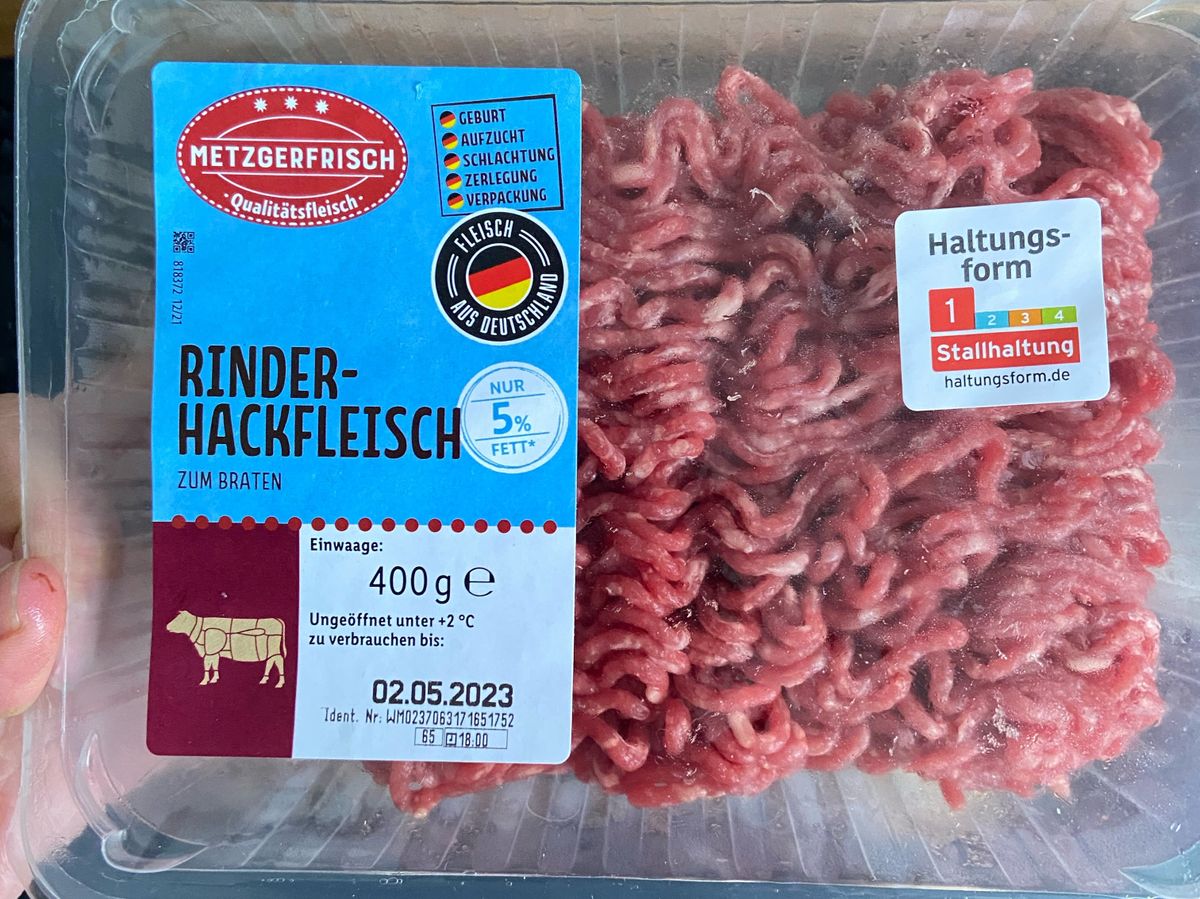 METZGERFRISCH
·Qualitätsfleisch·
GEBURT
AUFZUCHT
SCHLACHTUNG
ZERLEGUNG
VERPACKUNG
FLEISCH
AUS DEUTSCHLAND
818372 12/21
RINDER-
HACKFLEISCH
ZUM BRATEN
NUR
5%
FETT*
Einwaage:
400 g ℮
Ungeöffnet unter +2 °C
zu verbrauchen bis:
02.05.2023
Ident. Nr: WM0237063171651752
65 18:00
Haltungs-
form
1 2 3 4
Stallhaltung
haltungsform.de